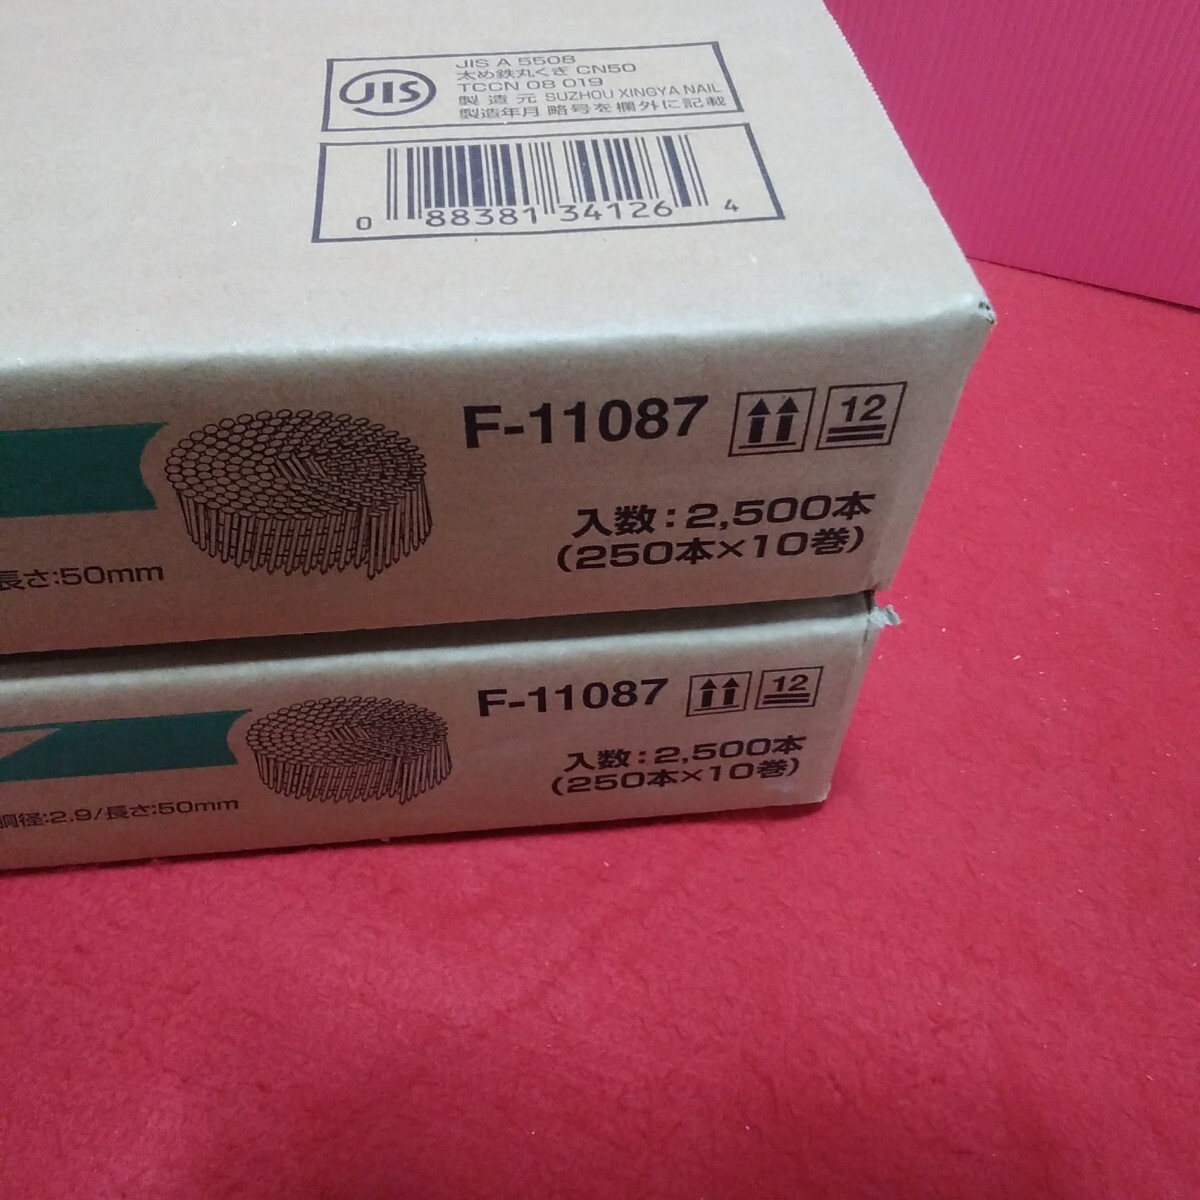 JIS
JIS A 5508
太め鉄丸くぎ CN50
TCCN 08 019
製造元 SUZHOU XINGYA NAIL
製造年月 略号を欄外に記載
0 88381 34126 4
F-11087
12
入数:2,500本
(250本×10巻)
長さ:50mm
F-11087
12
入数:2,500本
(250本×10巻)
胴径:2.9/長さ:50mm